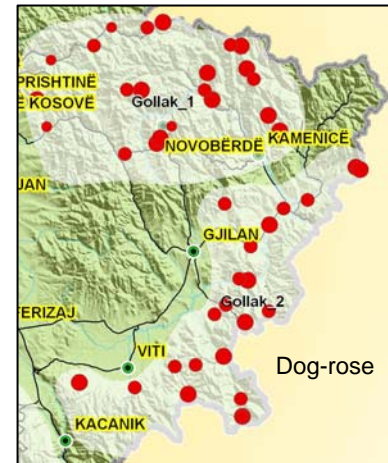 PRISHTINË
E KOSOVË
Gollak_1
NOVOBËRDË
KAMENICË
JAN
GJILAN
Gollak_2
FERIZAJ
VITI
Dog-rose
KACANIK